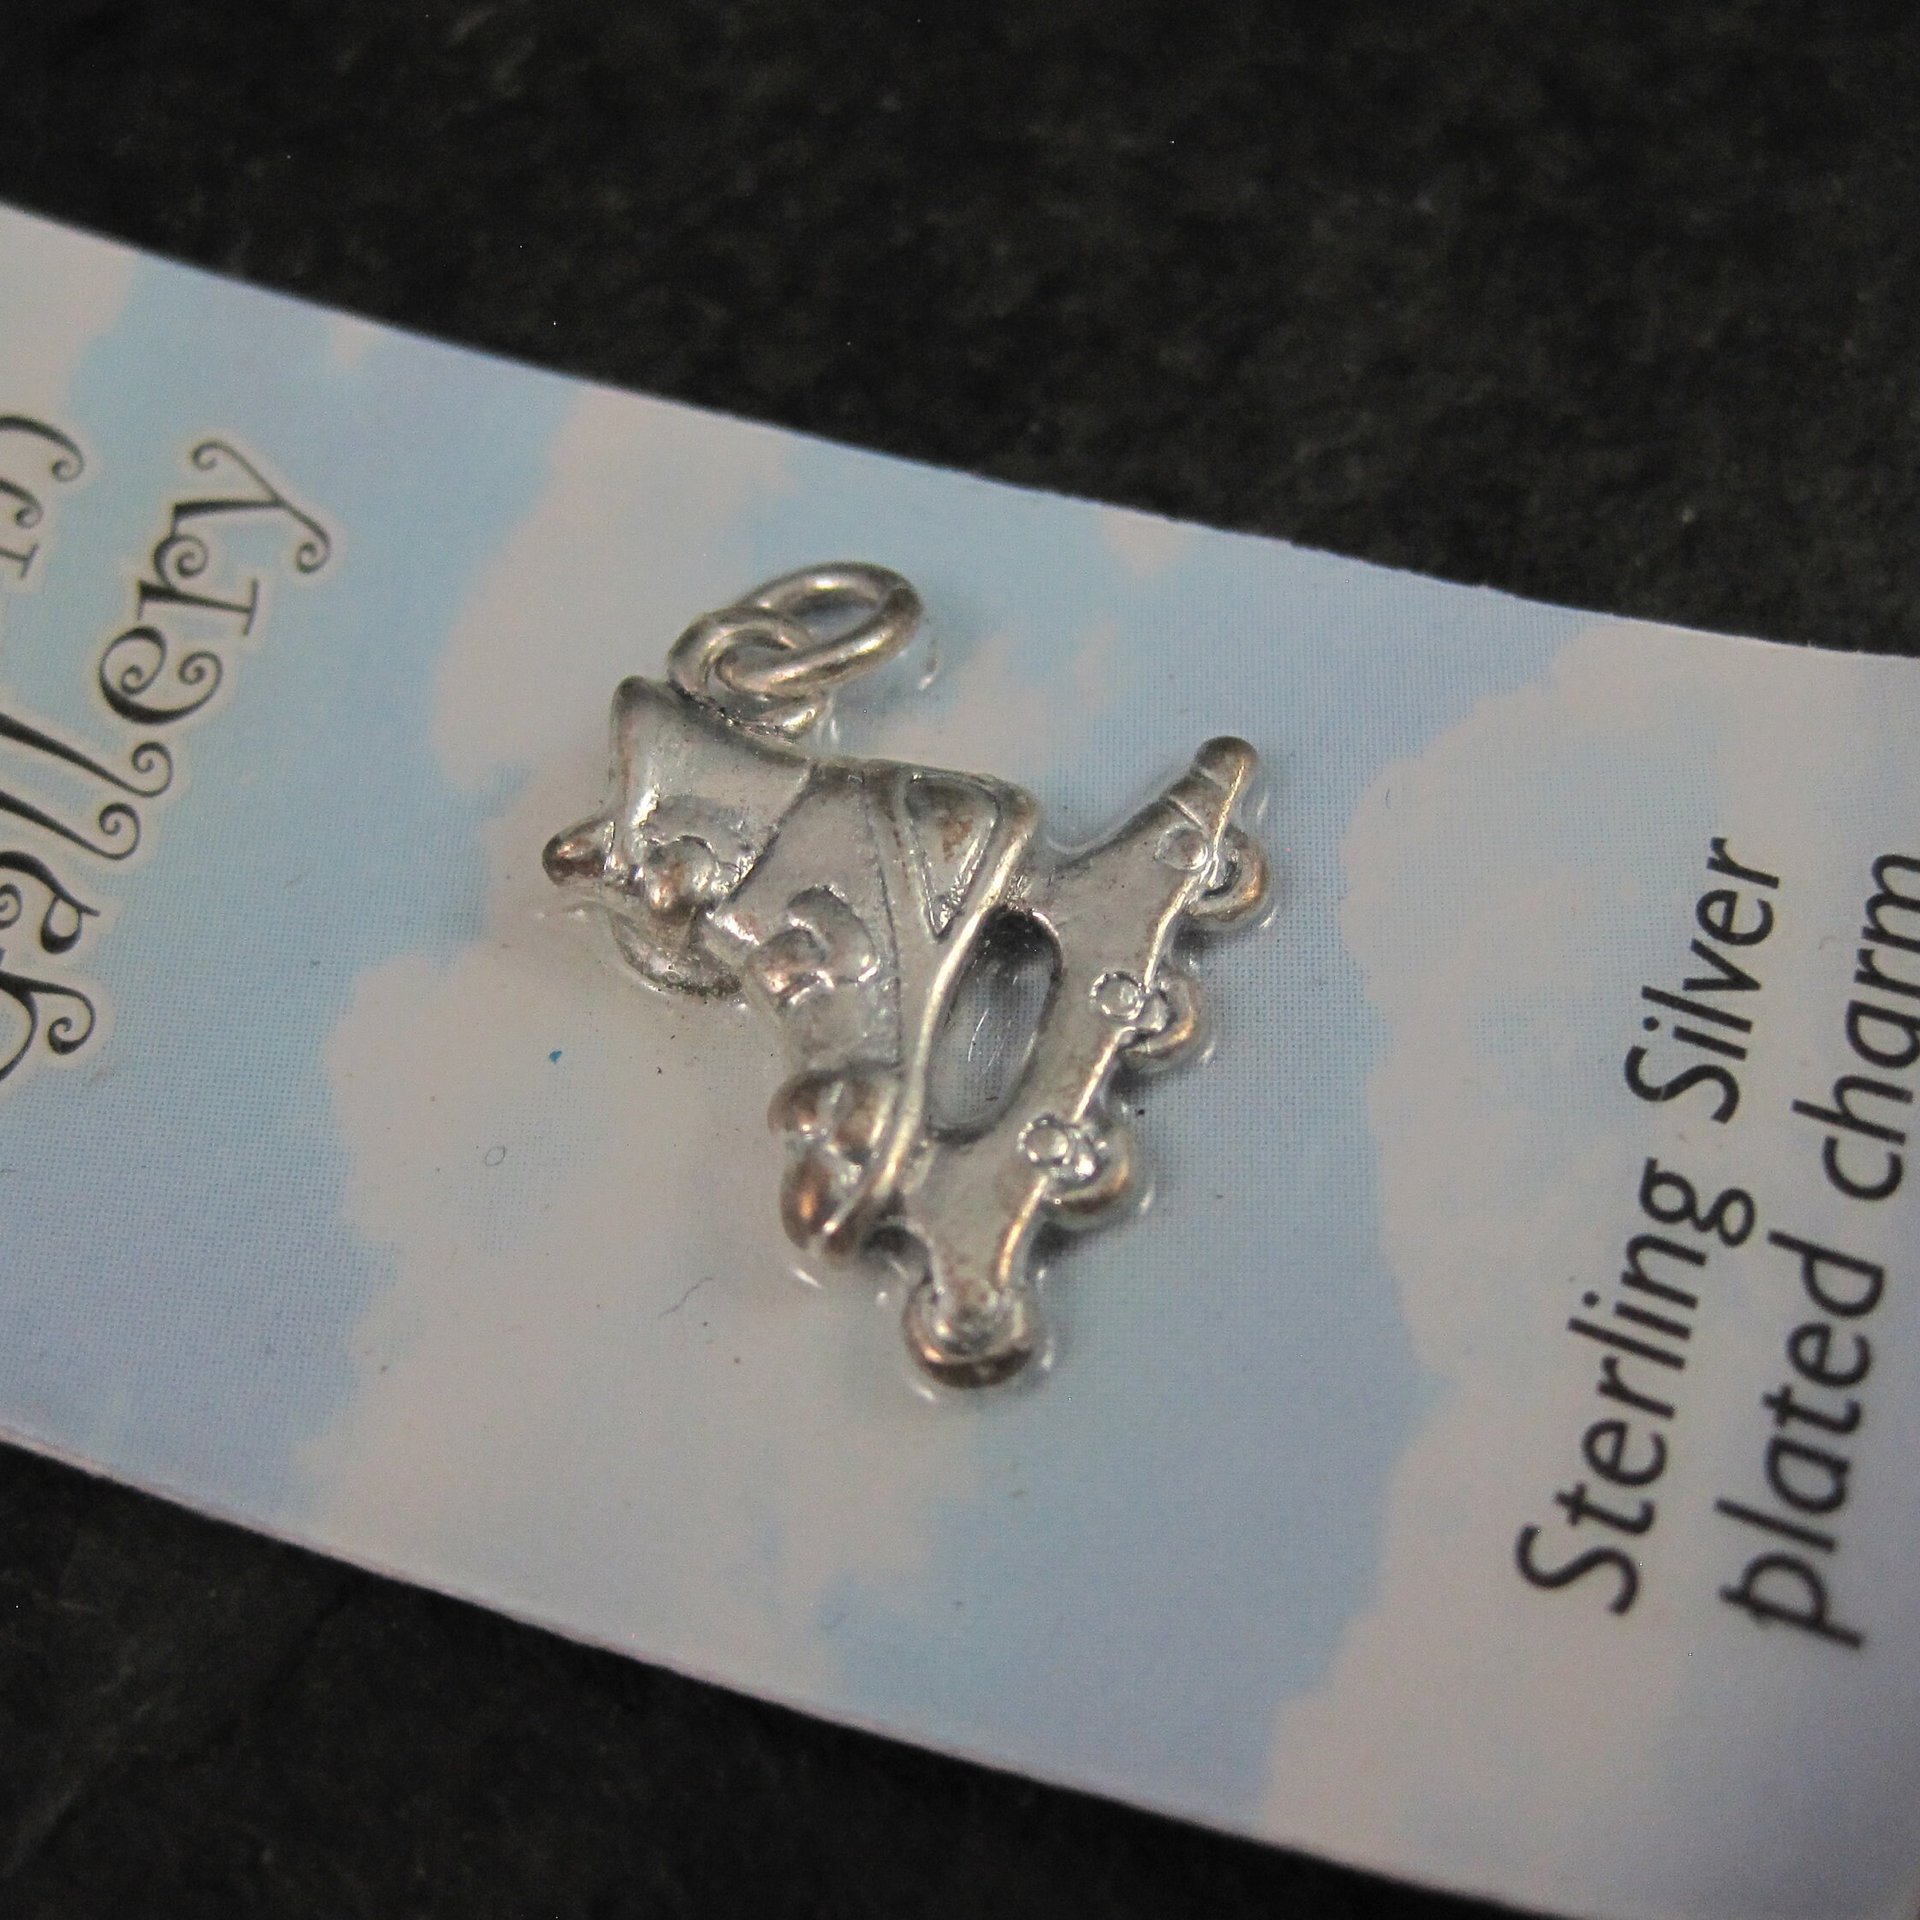 Gallery
Sterling Silver
plated charm